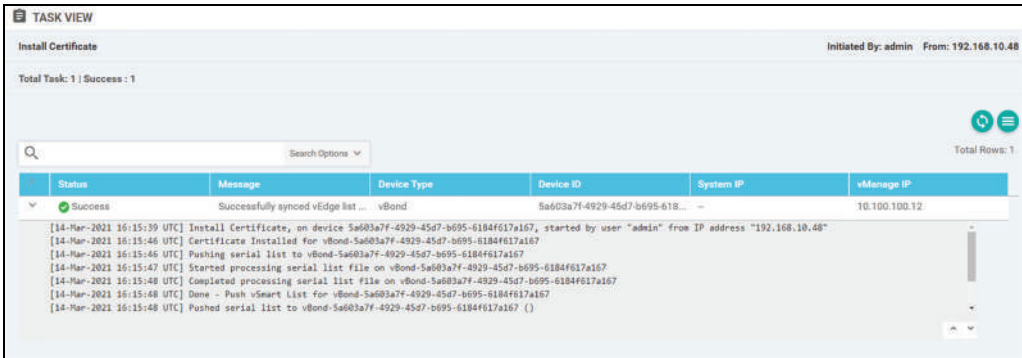 TASK VIEW
Install Certificate Initiated By: admin From: 192.168.10.48
Total Task: 1 | Success : 1
Search Options
Total Rows: 1
Status Message Device Type Device ID System IP vManage IP
Success Successfully synced vEdge list ... vBond 5a603a7f-4929-45d7-b695-618... -- 10.100.100.12
[14-Mar-2021 16:15:39 UTC] Install Certificate, on device 5a603a7f-4929-45d7-b695-6184f617a167, started by user "admin" from IP address "192.168.10.48"
[14-Mar-2021 16:15:46 UTC] Certificate Installed for vBond-5a603a7f-4929-45d7-b695-6184f617a167
[14-Mar-2021 16:15:46 UTC] Pushing serial list to vBond-5a603a7f-4929-45d7-b695-6184f617a167
[14-Mar-2021 16:15:47 UTC] Started processing serial list file on vBond-5a603a7f-4929-45d7-b695-6184f617a167
[14-Mar-2021 16:15:48 UTC] Completed processing serial list file on vBond-5a603a7f-4929-45d7-b695-6184f617a167
[14-Mar-2021 16:15:48 UTC] Done - Push vSmart List for vBond-5a603a7f-4929-45d7-b695-6184f617a167
[14-Mar-2021 16:15:48 UTC] Pushed serial list to vBond-5a603a7f-4929-45d7-b695-6184f617a167 ()